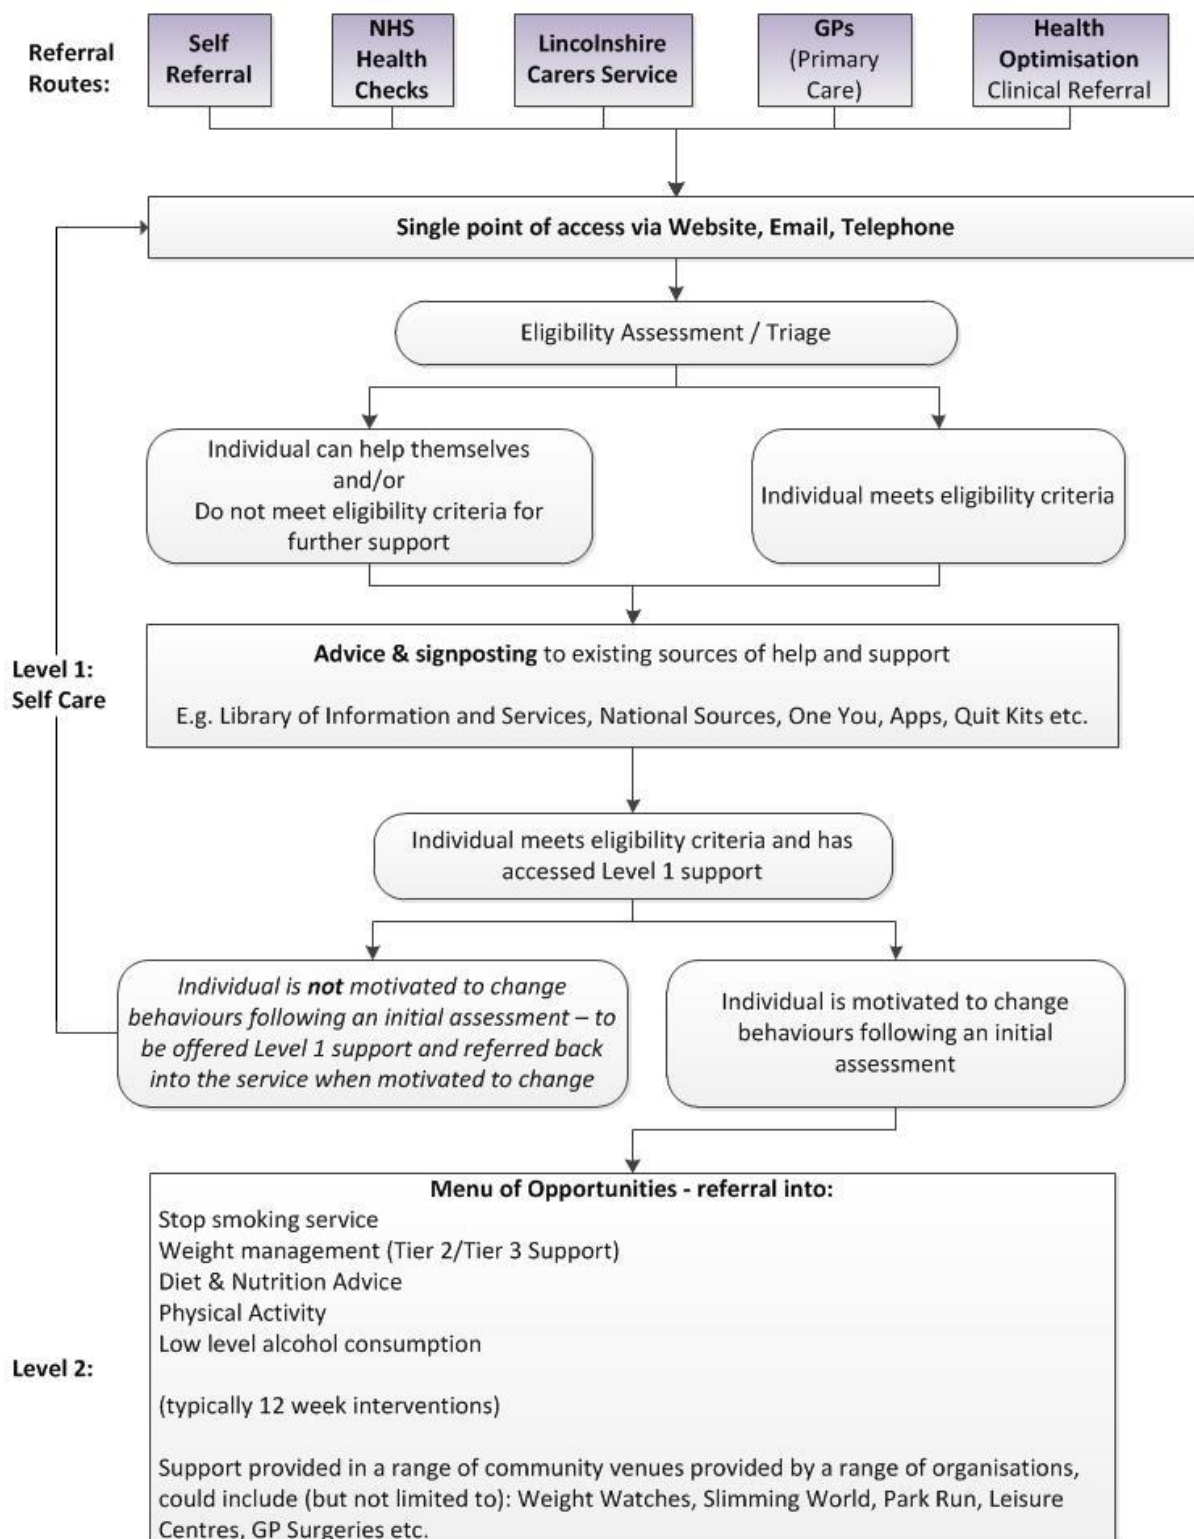 Referral
Routes:
Self
Referral
NHS
Health
Checks
Lincolnshire
Carers Service
GPs
(Primary
Care)
Health
Optimisation
Clinical Referral
Single point of access via Website, Email, Telephone
Eligibility Assessment / Triage
Individual can help themselves
and/or
Do not meet eligibility criteria for
further support
Individual meets eligibility criteria
Level 1:
Self Care
Advice & signposting to existing sources of help and support
E.g. Library of Information and Services, National Sources, One You, Apps, Quit Kits etc.
Individual meets eligibility criteria and has
accessed Level 1 support
Individual is not motivated to change
behaviours following an initial assessment – to
be offered Level 1 support and referred back
into the service when motivated to change
Individual is motivated to change
behaviours following an initial
assessment
Level 2:
Menu of Opportunities - referral into:
Stop smoking service
Weight management (Tier 2/Tier 3 Support)
Diet & Nutrition Advice
Physical Activity
Low level alcohol consumption
(typically 12 week interventions)
Support provided in a range of community venues provided by a range of organisations,
could include (but not limited to): Weight Watches, Slimming World, Park Run, Leisure
Centres, GP Surgeries etc.